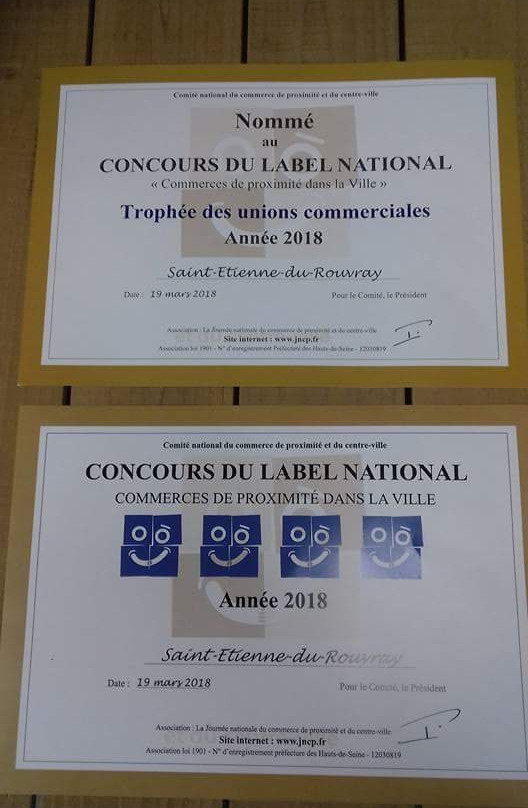 Comité national du commerce de proximité et du centre-ville
Nommé
au
CONCOURS DU LABEL NATIONAL
« Commerces de proximité dans la Ville »
Trophée des unions commerciales
Année 2018
Saint-Etienne-du-Rouvray
Date : 19 mars 2018 Pour le Comité, le Président
Association : La Journée nationale du commerce de proximité et du centre-ville
Site internet : www.jncp.fr
Association loi 1901 - N° d'enregistrement Préfecture des Hauts-de-Seine - 12030819
Comité national du commerce de proximité et du centre-ville
CONCOURS DU LABEL NATIONAL
COMMERCES DE PROXIMITÉ DANS LA VILLE
Année 2018
Saint-Etienne-du-Rouvray
Date : 19 mars 2018 Pour le Comité, le Président
Association : La Journée nationale du commerce de proximité et du centre-ville
Site internet : www.jncp.fr
Association loi 1901 - N° d'enregistrement préfecture des Hauts-de-Seine - 12030819